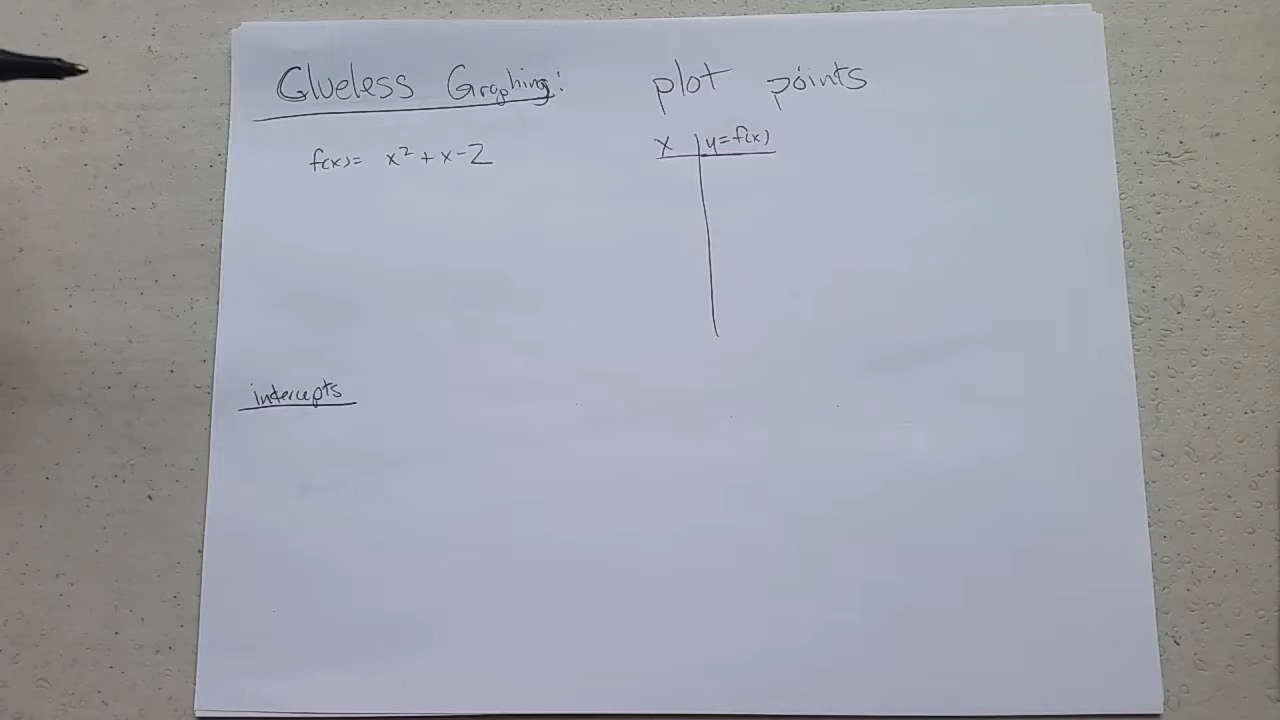 Clueless Graphing:
plot points
f(x)= x²+x-2
x | y=f(x)
intercepts